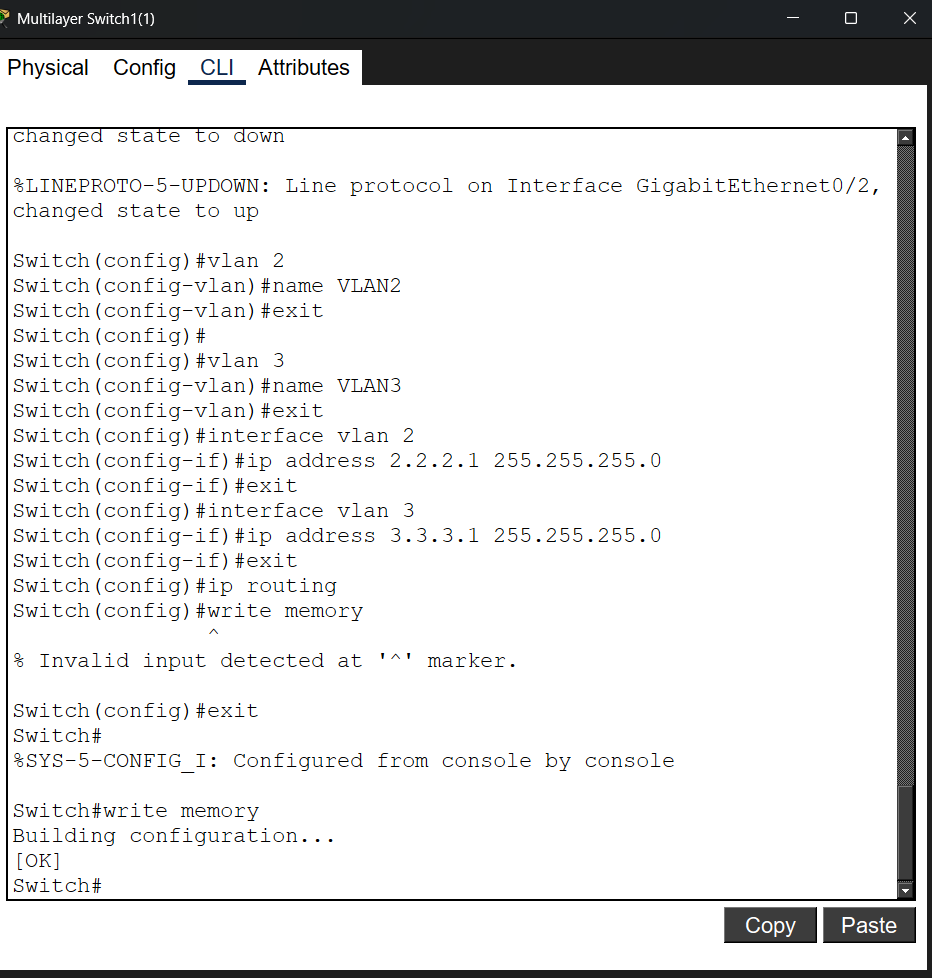 Multilayer Switch1(1)
Physical Config CLI Attributes
changed state to down
%LINEPROTO-5-UPDOWN: Line protocol on Interface GigabitEthernet0/2,
changed state to up
Switch(config)#vlan 2
Switch(config-vlan)#name VLAN2
Switch(config-vlan)#exit
Switch(config)#
Switch(config)#vlan 3
Switch(config-vlan)#name VLAN3
Switch(config-vlan)#exit
Switch(config)#interface vlan 2
Switch(config-if)#ip address 2.2.2.1 255.255.255.0
Switch(config-if)#exit
Switch(config)#interface vlan 3
Switch(config-if)#ip address 3.3.3.1 255.255.255.0
Switch(config-if)#exit
Switch(config)#ip routing
Switch(config)#write memory
^
% Invalid input detected at '^' marker.
Switch(config)#exit
Switch#
%SYS-5-CONFIG_I: Configured from console by console
Switch#write memory
Building configuration...
[OK]
Switch#
Copy Paste